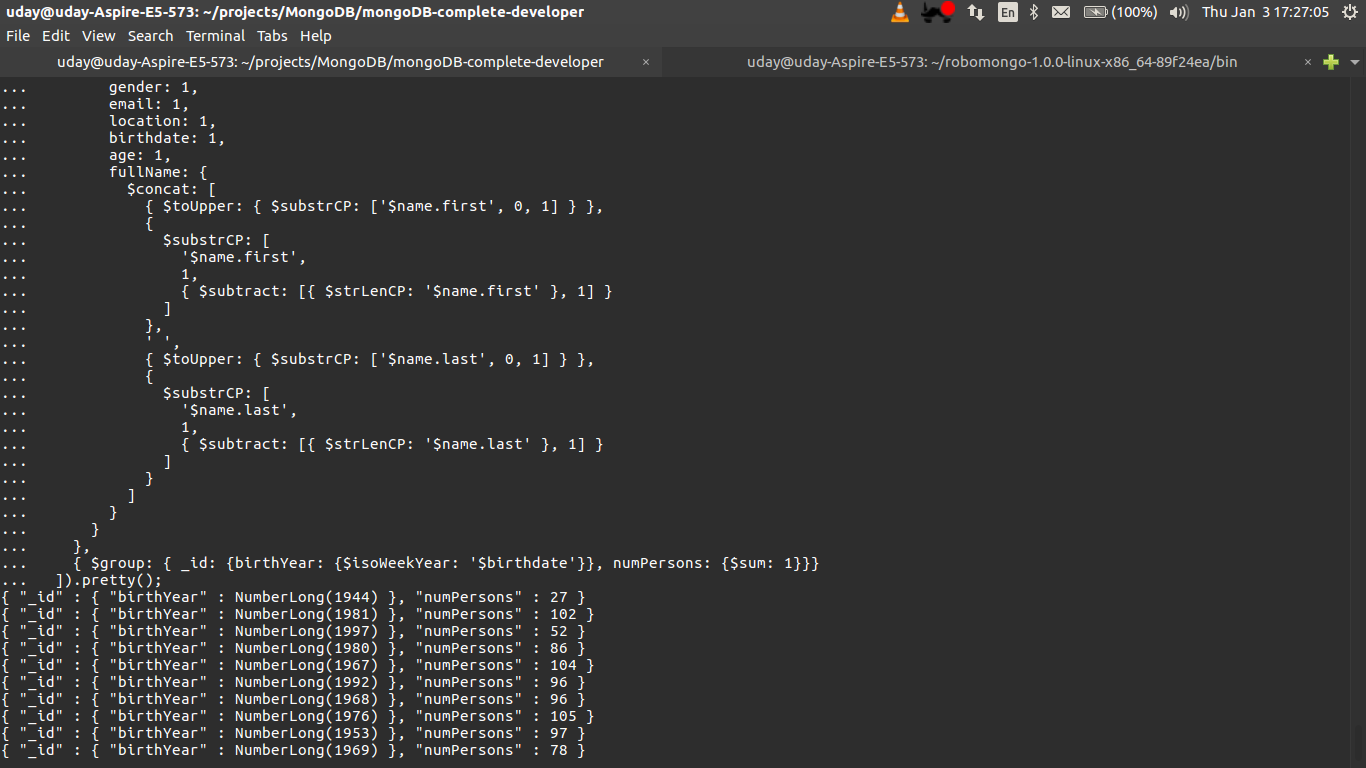 uday@uday-Aspire-E5-573: ~/projects/MongoDB/mongoDB-complete-developer
En
(100%)
Thu Jan 3 17:27:05
File Edit View Search Terminal Tabs Help
uday@uday-Aspire-E5-573: ~/projects/MongoDB/mongoDB-complete-developer ×
uday@uday-Aspire-E5-573: ~/robomongo-1.0.0-linux-x86_64-89f24ea/bin ×
...         gender: 1,
...         email: 1,
...         location: 1,
...         birthdate: 1,
...         age: 1,
...         fullName: {
...           $concat: [
...             { $toUpper: { $substrCP: ['$name.first', 0, 1] } },
...             {
...               $substrCP: [
...                 '$name.first',
...                 1,
...                 { $subtract: [{ $strLenCP: '$name.first' }, 1] }
...               ]
...             },
...             ' ',
...             { $toUpper: { $substrCP: ['$name.last', 0, 1] } },
...             {
...               $substrCP: [
...                 '$name.last',
...                 1,
...                 { $subtract: [{ $strLenCP: '$name.last' }, 1] }
...               ]
...             }
...           ]
...         }
...       }
...     },
...     { $group: { _id: {birthYear: {$isoWeekYear: '$birthdate'}}, numPersons: {$sum: 1}}}
...   ]).pretty();
{ "_id" : { "birthYear" : NumberLong(1944) }, "numPersons" : 27 }
{ "_id" : { "birthYear" : NumberLong(1981) }, "numPersons" : 102 }
{ "_id" : { "birthYear" : NumberLong(1997) }, "numPersons" : 52 }
{ "_id" : { "birthYear" : NumberLong(1980) }, "numPersons" : 86 }
{ "_id" : { "birthYear" : NumberLong(1967) }, "numPersons" : 104 }
{ "_id" : { "birthYear" : NumberLong(1992) }, "numPersons" : 96 }
{ "_id" : { "birthYear" : NumberLong(1968) }, "numPersons" : 96 }
{ "_id" : { "birthYear" : NumberLong(1976) }, "numPersons" : 105 }
{ "_id" : { "birthYear" : NumberLong(1953) }, "numPersons" : 97 }
{ "_id" : { "birthYear" : NumberLong(1969) }, "numPersons" : 78 }